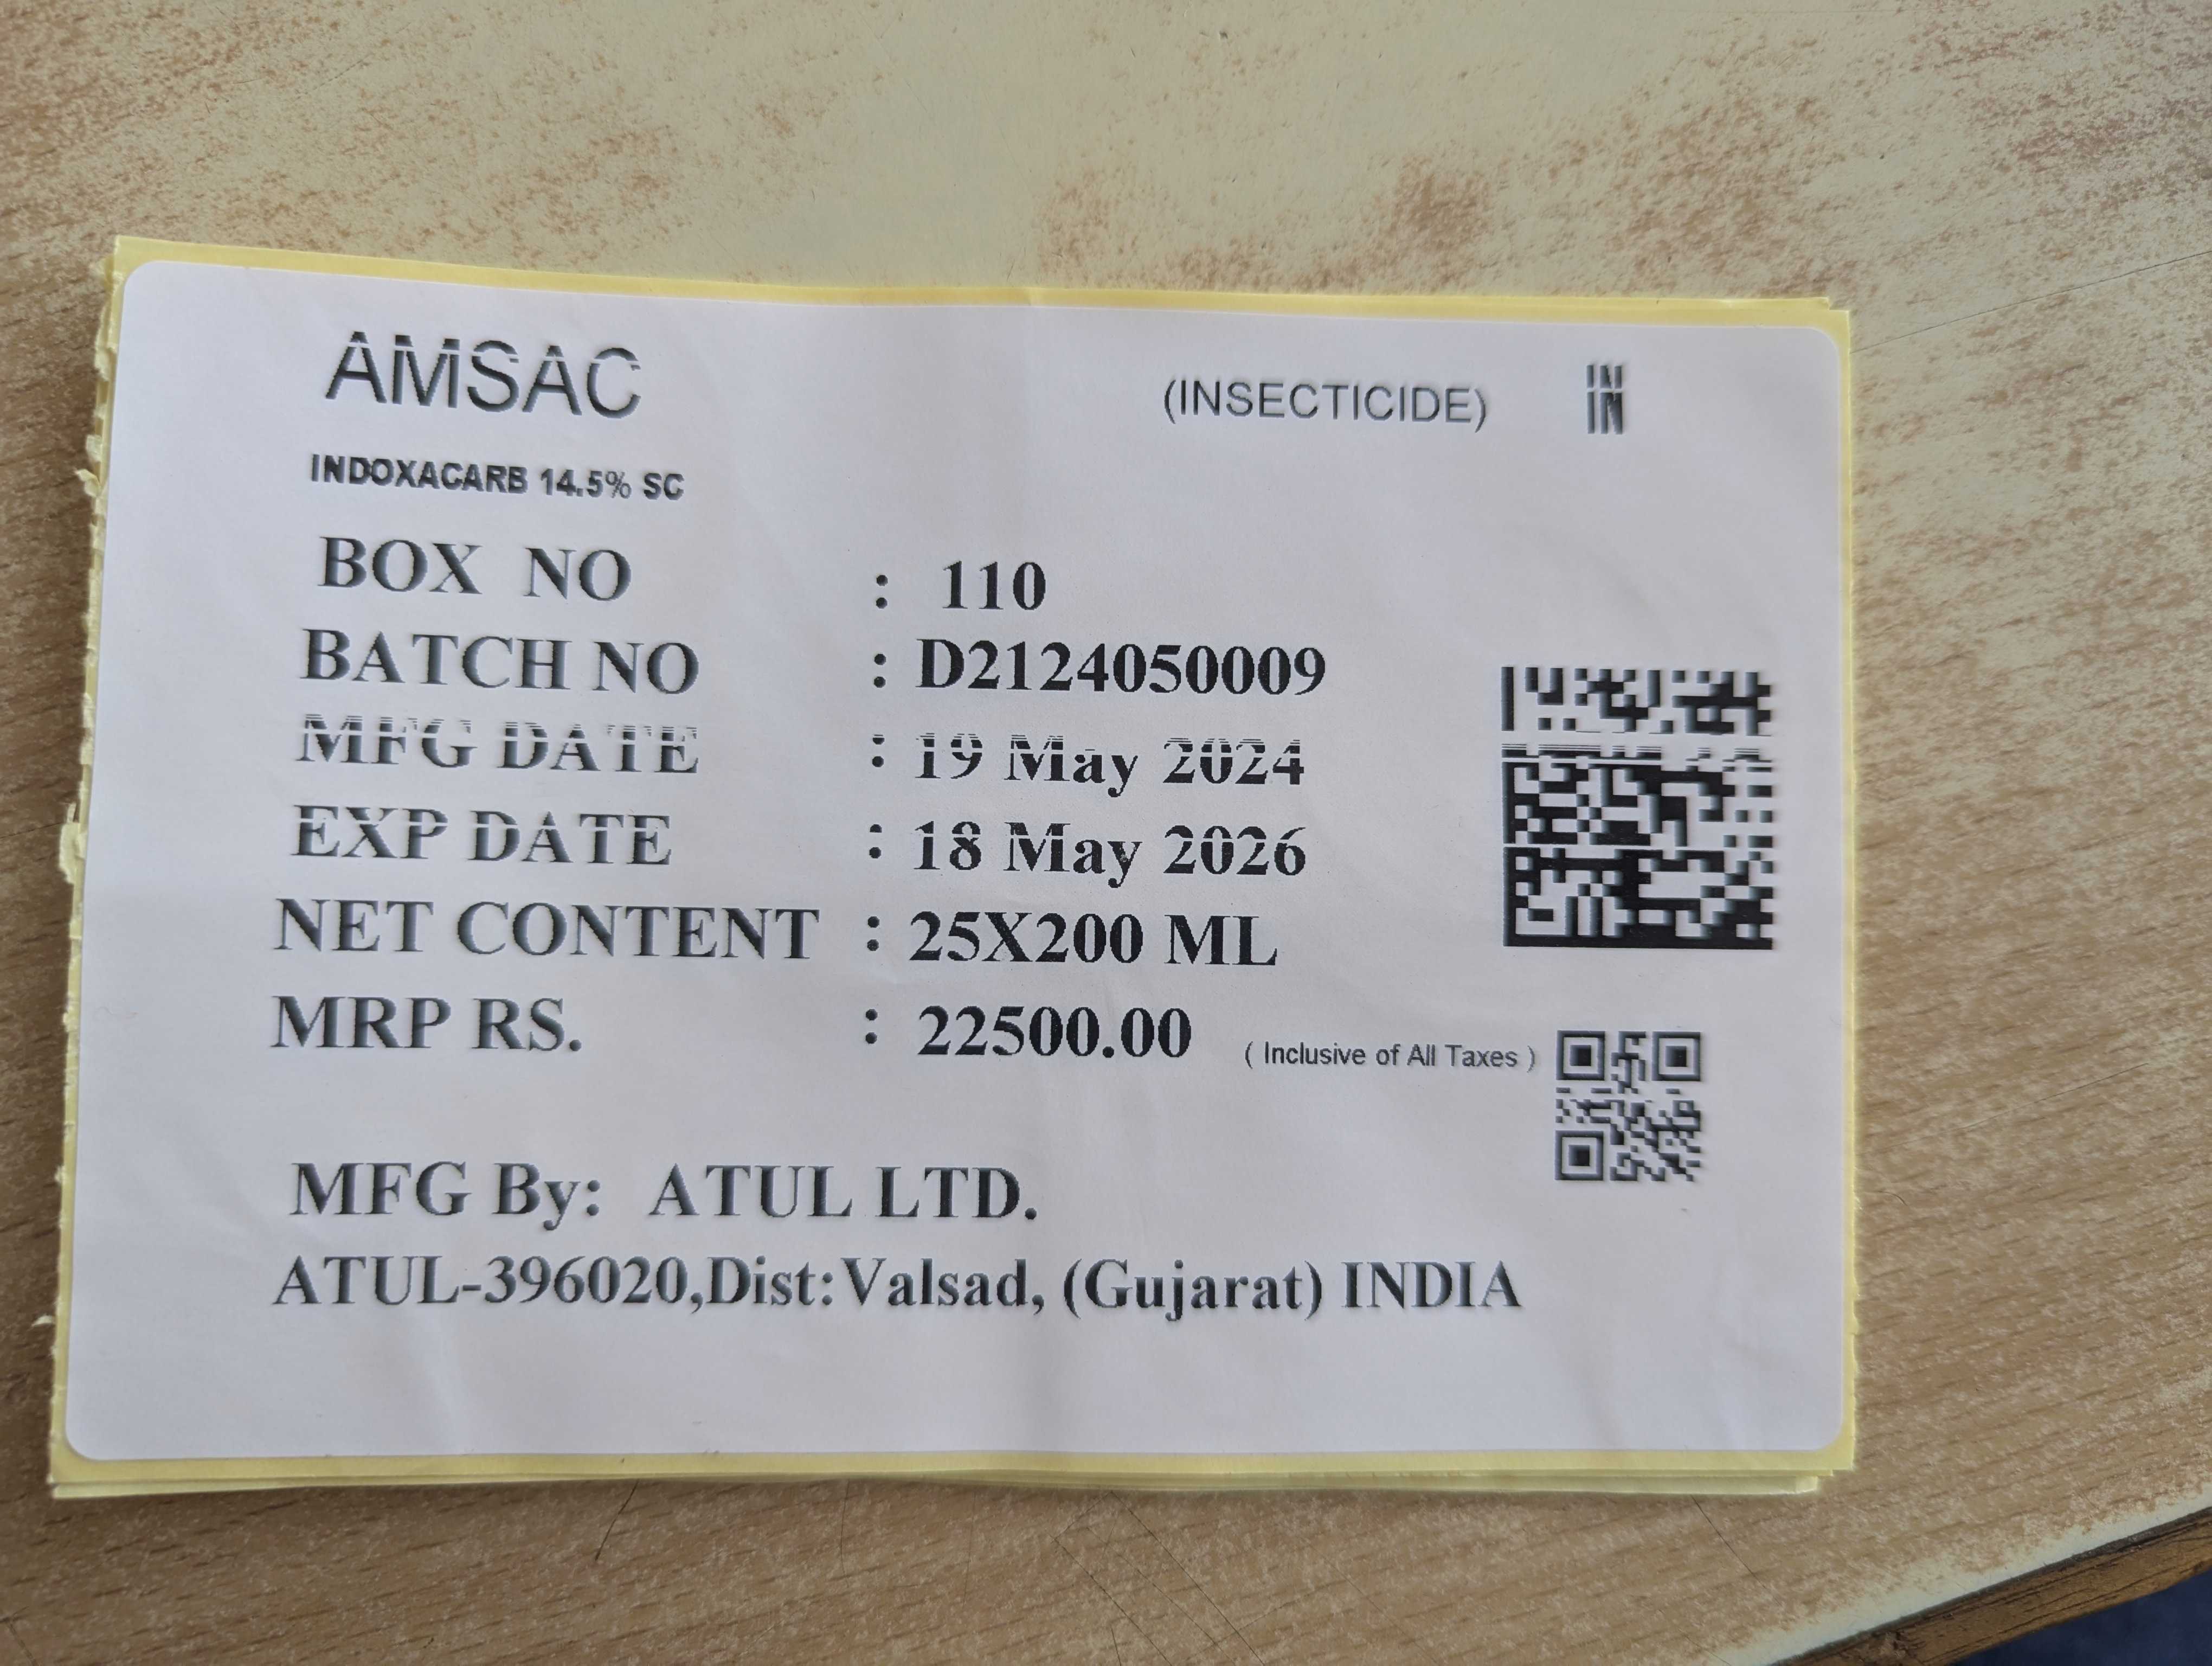 AMSAC (INSECTICIDE) IN
INDOXACARB 14.5% SC
BOX NO : 110
BATCH NO : D2124050009
MFG DATE : 19 May 2024
EXP DATE : 18 May 2026
NET CONTENT : 25X200 ML
MRP RS. : 22500.00 ( Inclusive of All Taxes )
MFG By: ATUL LTD.
ATUL-396020,Dist:Valsad, (Gujarat) INDIA